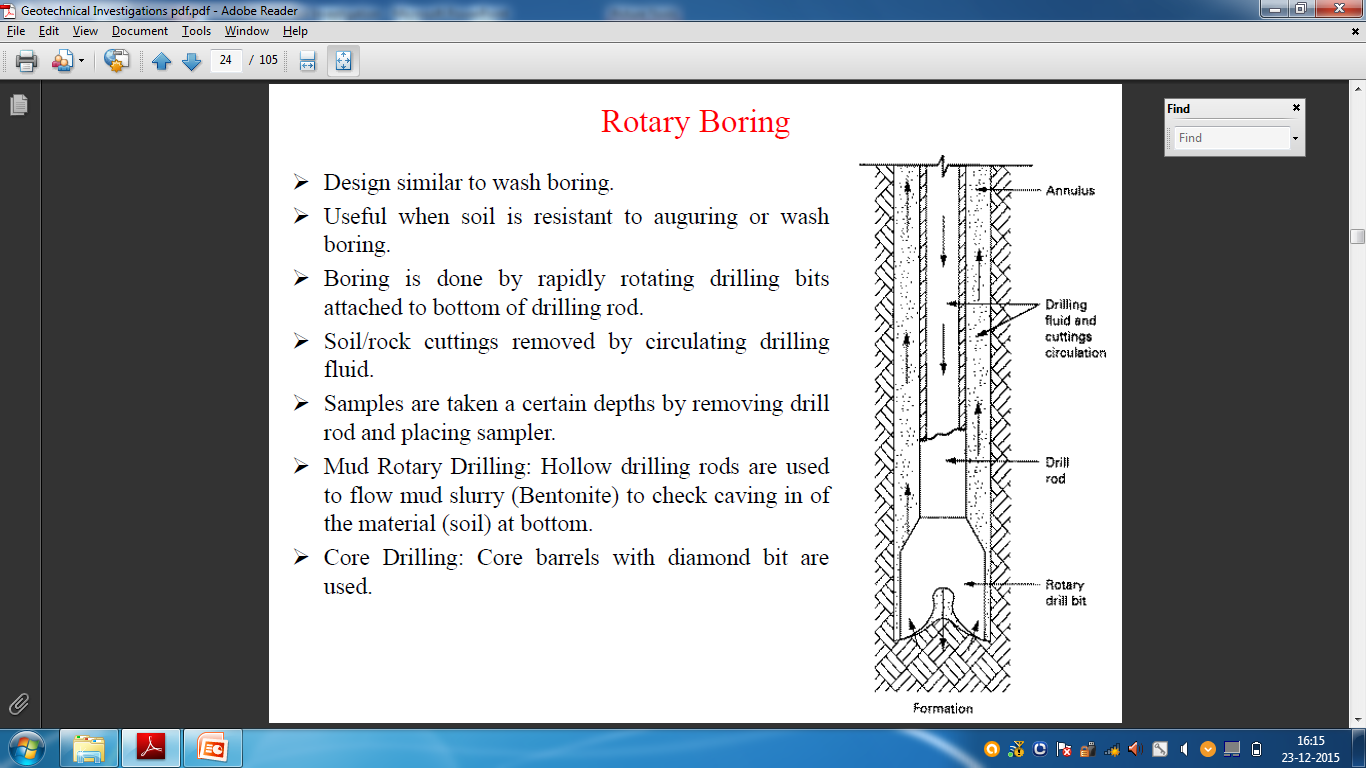 Geotechnical Investigations pdf.pdf - Adobe Reader
File Edit View Document Tools Window Help
24 / 105
Find
Find
Rotary Boring
➢ Design similar to wash boring.
➢ Useful when soil is resistant to auguring or wash
boring.
➢ Boring is done by rapidly rotating drilling bits
attached to bottom of drilling rod.
➢ Soil/rock cuttings removed by circulating drilling
fluid.
➢ Samples are taken a certain depths by removing drill
rod and placing sampler.
➢ Mud Rotary Drilling: Hollow drilling rods are used
to flow mud slurry (Bentonite) to check caving in of
the material (soil) at bottom.
➢ Core Drilling: Core barrels with diamond bit are
used.
Annulus
Drilling
fluid and
cuttings
circulation
Drill
rod
Rotary
drill bit
Formation
16:15
23-12-2015